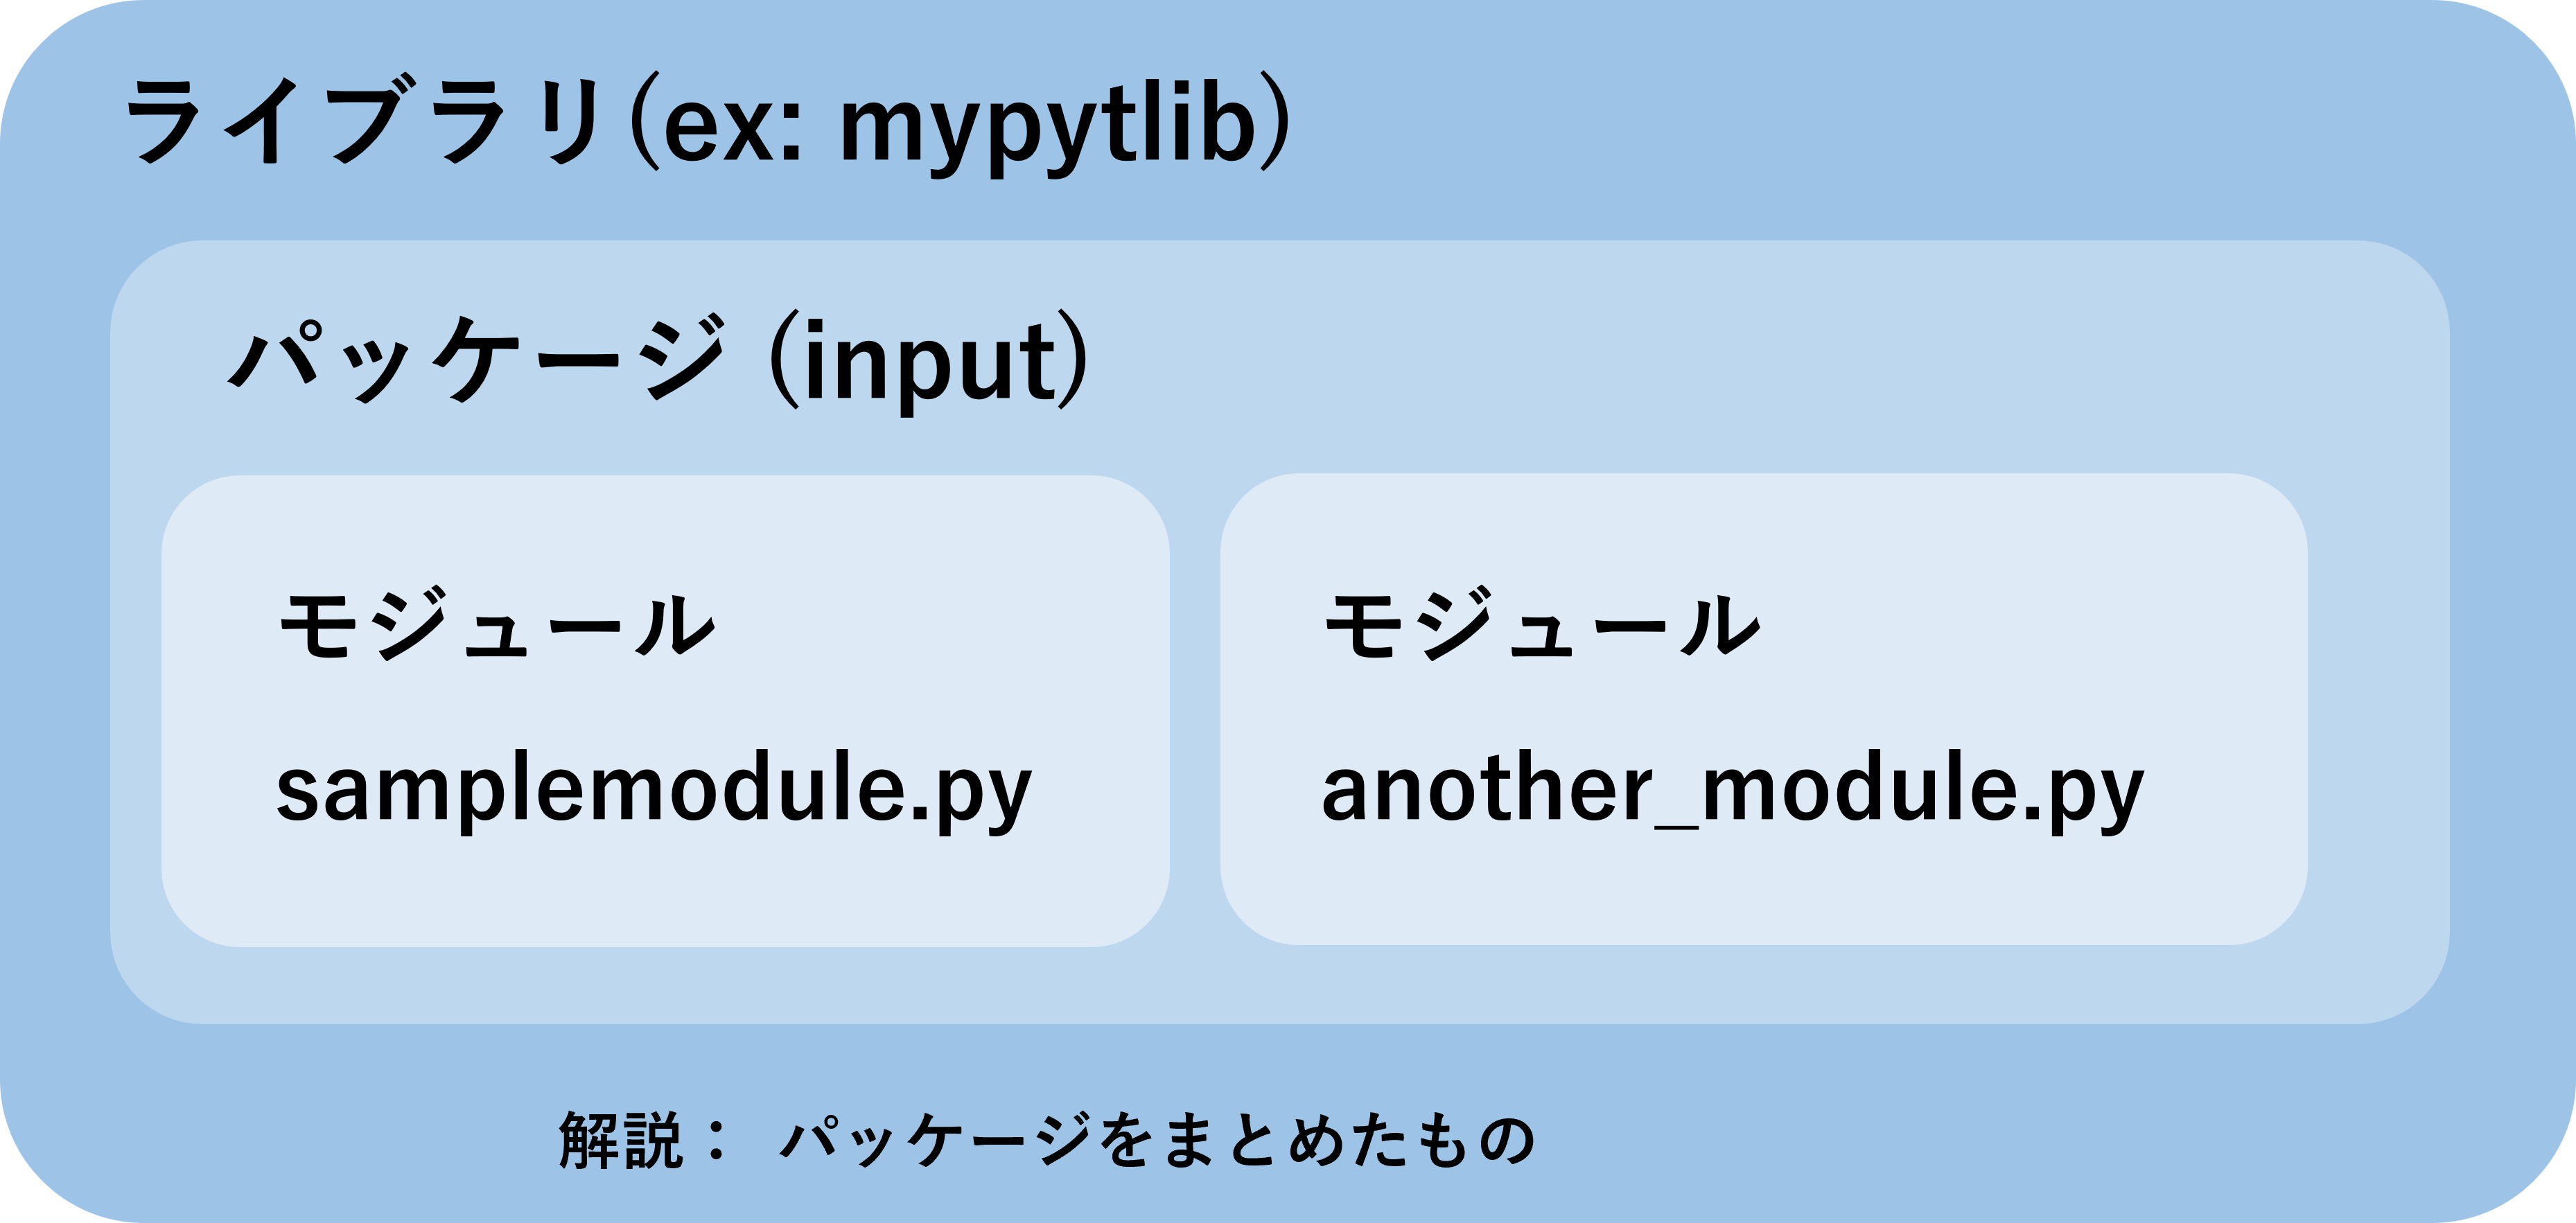 ライブラリ(ex: mypytlib)
パッケージ (input)
モジュール
samplemodule.py
モジュール
another_module.py
解説： パッケージをまとめたもの